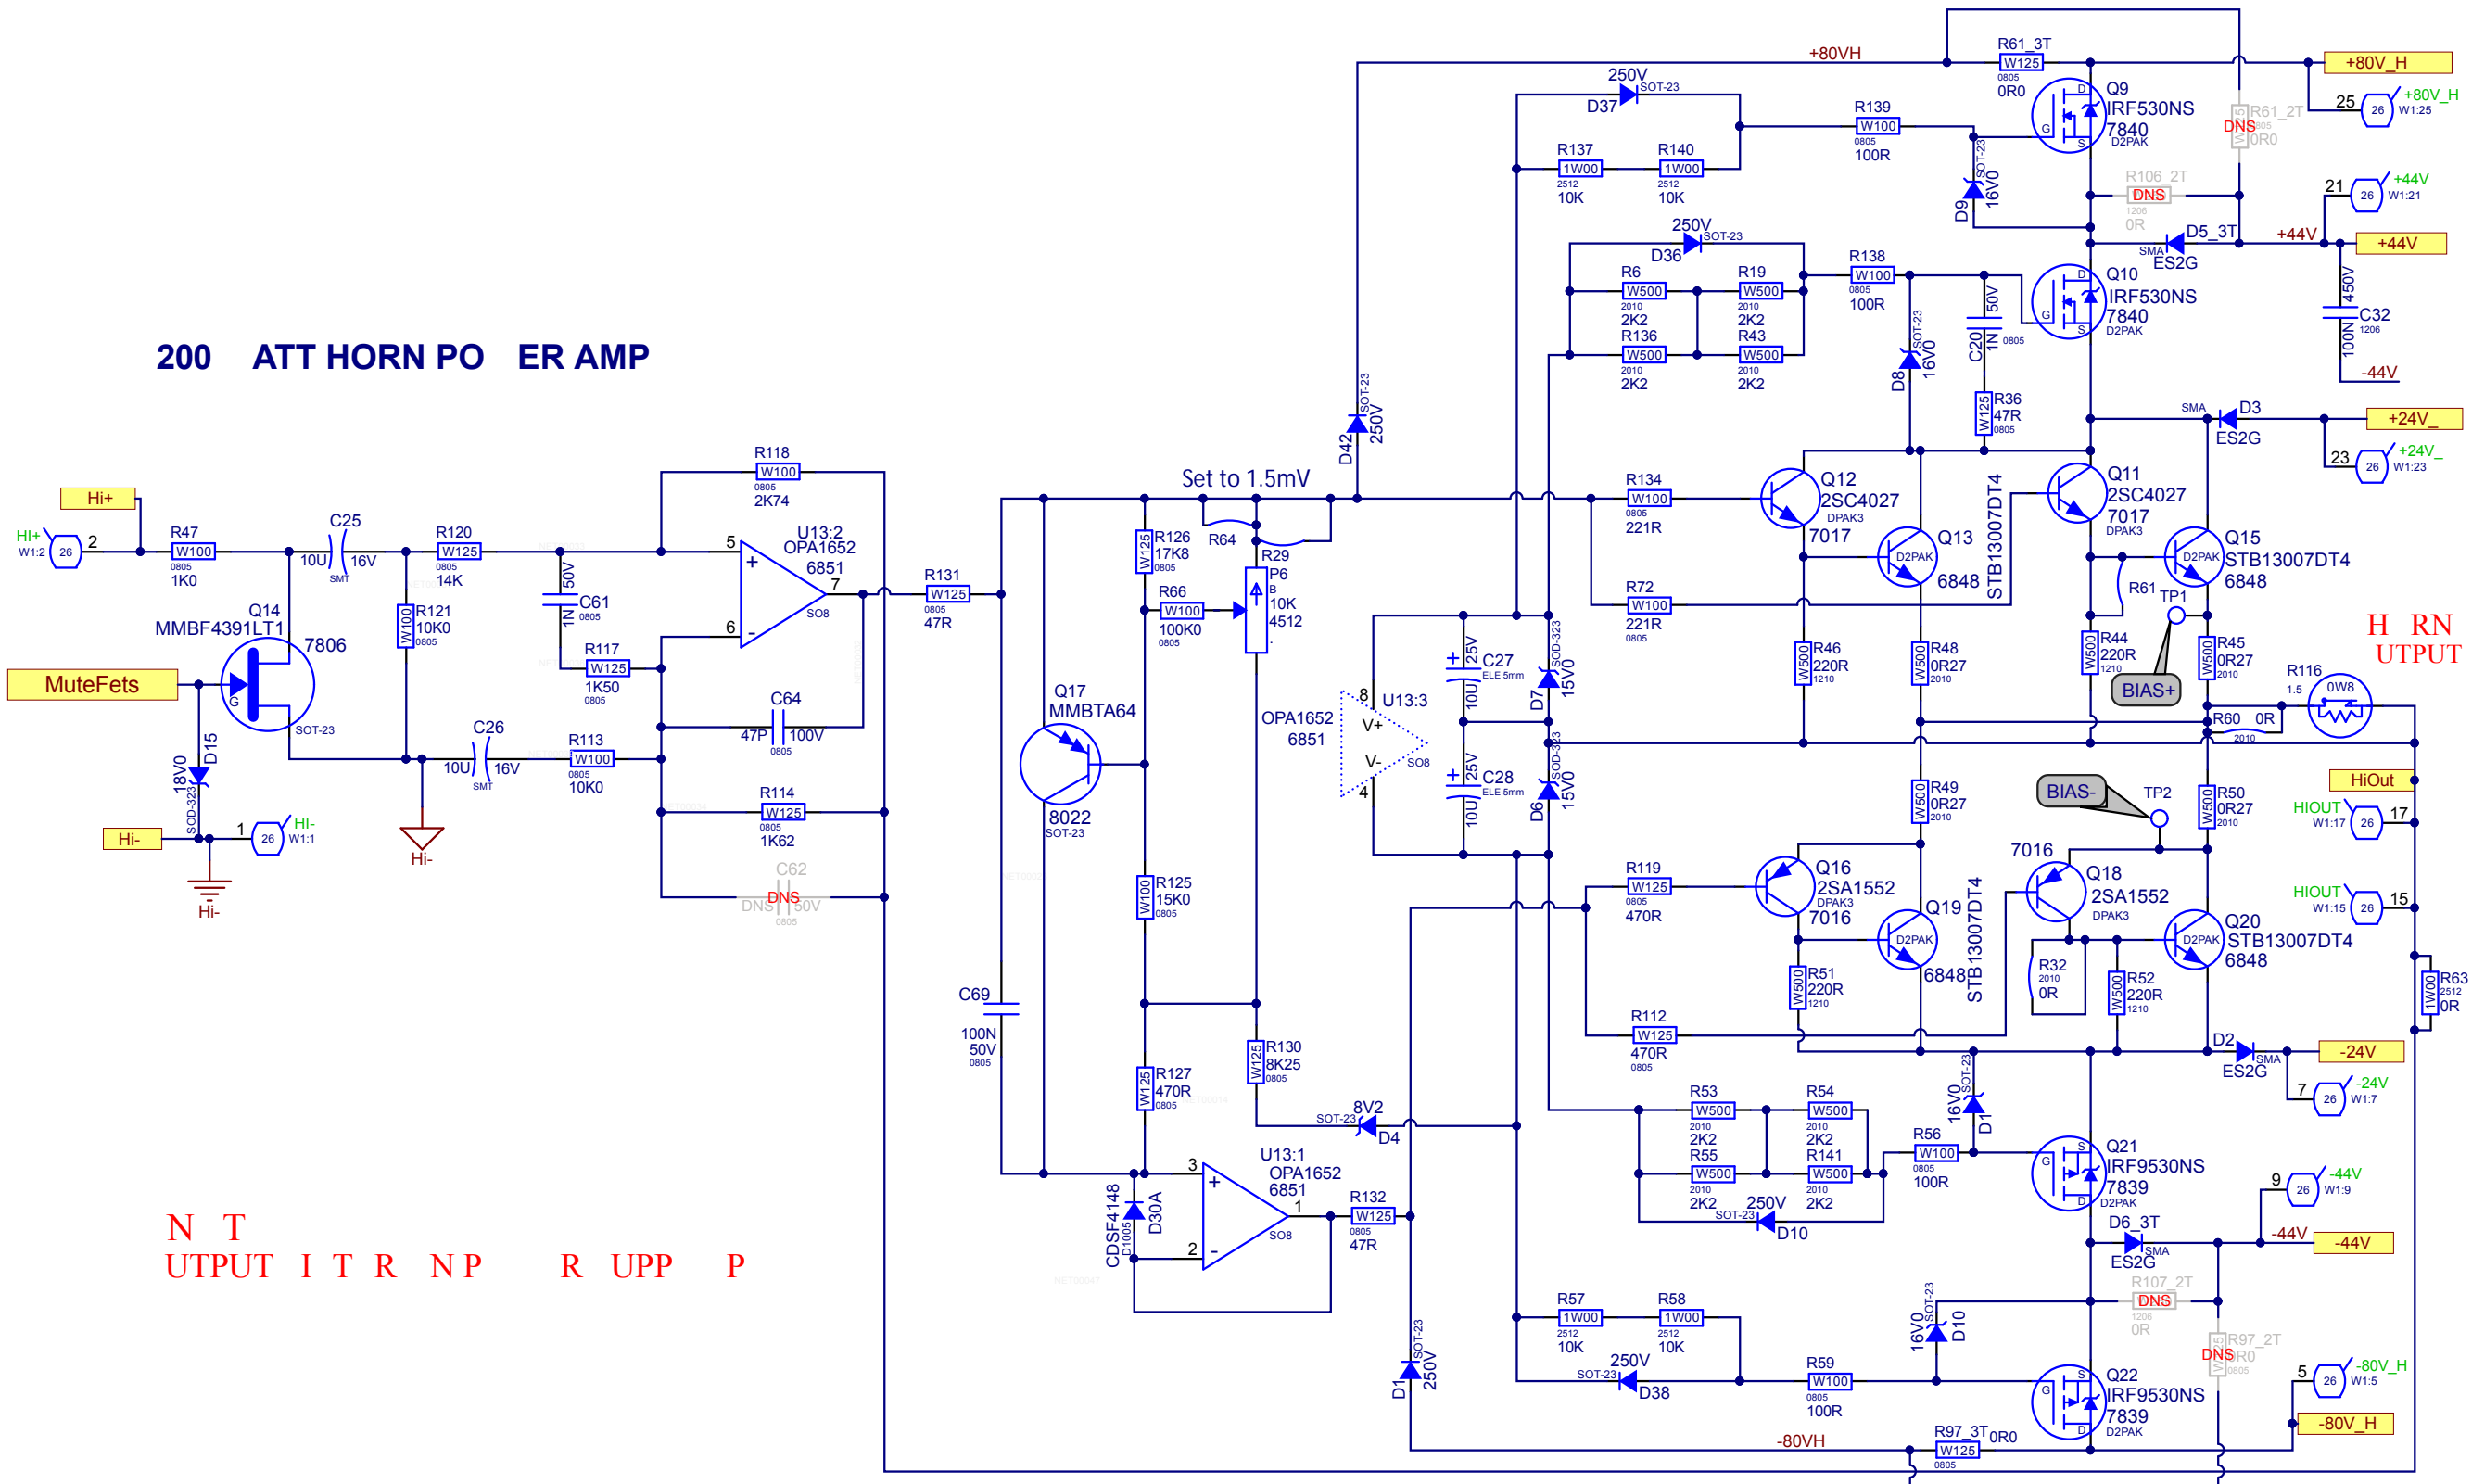 200 ATT HORN PO ER AMP
Hi+
HI+
W1:2
26
2
R47
W100
0805
1K0
C25
10U
16V
SMT
R120
W125
0805
14K
R121
W100
10K0
0805
Q14
MMBF4391LT1
7806
G
SOT-23
MuteFets
D15
18V0
SOD-323
Hi-
1
26
HI-
W1:1
Hi-
Hi-
C61
50V
1N
0805
R117
W125
1K50
0805
C26
10U
16V
SMT
R113
W100
0805
10K0
R118
W100
0805
2K74
U13:2
OPA1652
6851
5
6
7
+
-
SO8
C64
47P
100V
0805
R114
W125
0805
1K62
C62
DNS
DNS
50V
0805
R131
W125
0805
47R
C69
100N
50V
0805
Q17
MMBTA64
8022
SOT-23
R126
W125
17K8
0805
R66
W100
100K0
0805
Set to 1.5mV
R64
R29
P6
B
10K
4512
R125
W100
15K0
0805
R127
W125
470R
0805
R130
W125
8K25
0805
8V2
SOT-23
D4
U13:1
OPA1652
6851
3
2
1
+
-
SO8
CDSF4148
D1005
D30A
R132
W125
0805
47R
D42
SOT-23
250V
D1
SOT-23
250V
+80VH
-80VH
250V
SOT-23
D37
R137
1W00
2512
10K
R140
1W00
2512
10K
R139
W100
0805
100R
D9
SOT-23
16V0
250V
SOT-23
D36
R6
W500
2010
2K2
R19
W500
2010
2K2
R136
W500
2010
2K2
R43
W500
2010
2K2
R138
W100
0805
100R
D8
SOT-23
16V0
C20
50V
1N
0805
R36
W125
47R
0805
R61_3T
W125
0805
0R0
Q9
IRF530NS
7840
D2PAK
D
G
S
R61_2T
DNS
0R0
R106_2T
DNS
1206
0R
D5_3T
SMA
ES2G
Q10
IRF530NS
7840
D2PAK
D
G
S
+80V_H
25
26
+80V_H
W1:25
21
26
+44V
W1:21
+44V
+44V
450V
C32
1206
100N
-44V
SMA
D3
ES2G
+24V_
23
26
+24V_
W1:23
R134
W100
0805
221R
R72
W100
221R
0805
Q12
2SC4027
DPAK3
7017
Q13
D2PAK
6848
STB13007DT4
Q11
2SC4027
7017
DPAK3
Q15
D2PAK
STB13007DT4
6848
R61
TP1
BIAS+
R46
W500
220R
1210
R48
W500
0R27
2010
R44
W500
220R
1210
R45
W500
0R27
2010
R116
1.5
0W8
R60 0R
2010
H RN
UTPUT
U13:3
OPA1652
6851
8
V+
V-
4
SO8
C27
25V
10U
ELE 5mm
C28
25V
10U
ELE 5mm
D7
SOD-323
15V0
D6
SOD-323
15V0
R49
W500
0R27
2010
R50
W500
0R27
2010
BIAS-
TP2
HiOut
HIOUT
W1:17
26
17
HIOUT
W1:15
26
15
R63
1W00
2512
0R
R119
W125
0805
470R
R112
W125
470R
0805
Q16
2SA1552
DPAK3
7016
Q19
D2PAK
6848
STB13007DT4
7016
Q18
2SA1552
DPAK3
Q20
D2PAK
STB13007DT4
6848
R51
W500
220R
1210
R32
2010
0R
R52
W500
220R
1210
D2
SMA
ES2G
-24V
7
26
-24V
W1:7
R53
W500
2010
2K2
R54
W500
2010
2K2
R55
W500
2010
2K2
R141
W500
2010
2K2
250V
SOT-23
D10
R56
W100
0805
100R
16V0
SOT-23
D1
Q21
IRF9530NS
7839
D2PAK
S
G
D
9
26
-44V
W1:9
-44V
-44V
D6_3T
SMA
ES2G
R107_2T
DNS
1206
0R
R97_2T
DNS
0R0
0805
R57
1W00
2512
10K
R58
1W00
2512
10K
250V
SOT-23
D38
R59
W100
0805
100R
16V0
SOT-23
D10
Q22
IRF9530NS
7839
D2PAK
S
G
D
5
26
-80V_H
W1:5
-80V_H
R97_3T
0R0
W125
0805
N T
UTPUT I T R N P R UPP P